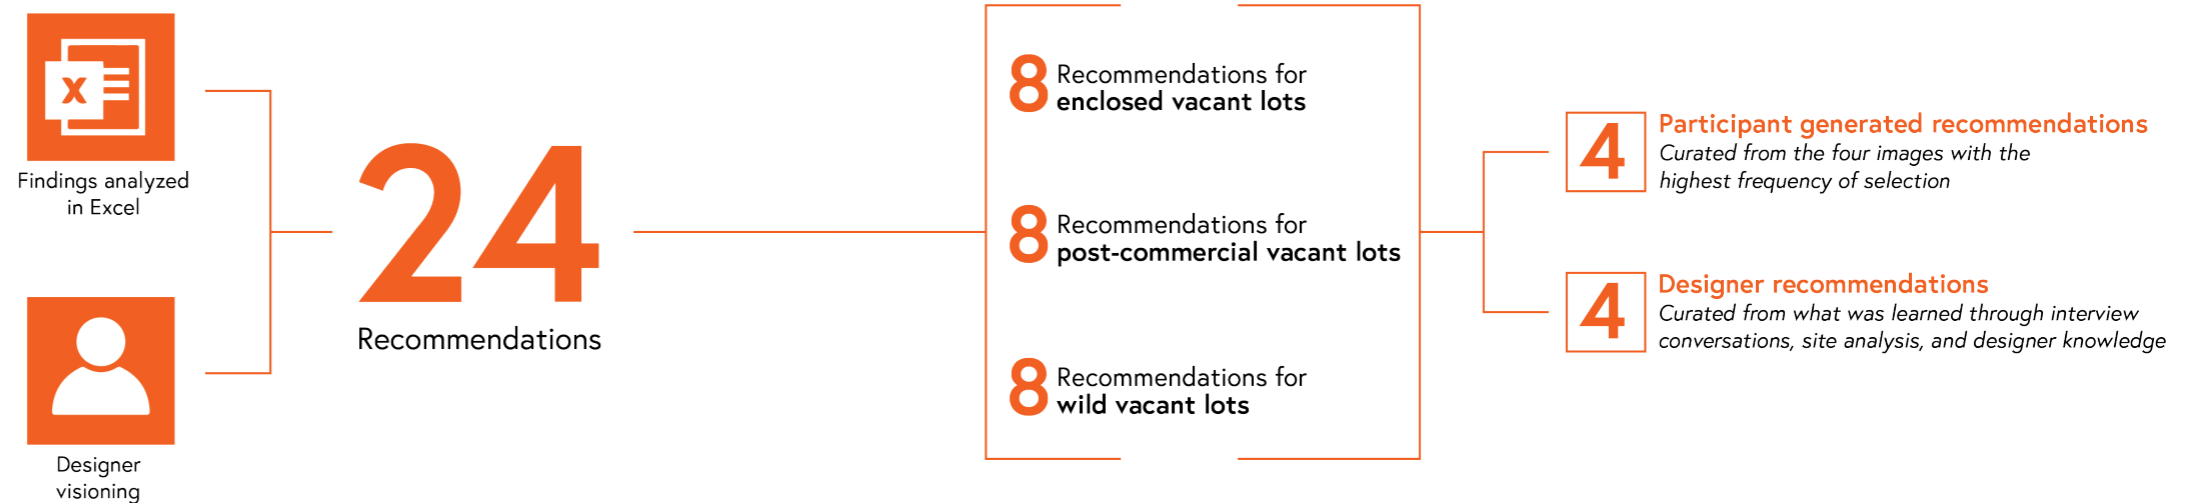 X
Findings analyzed
in Excel
Designer
visioning
24
Recommendations
8
Recommendations for
enclosed vacant lots
8
Recommendations for
post-commercial vacant lots
8
Recommendations for
wild vacant lots
4
Participant generated recommendations
Curated from the four images with the
highest frequency of selection
4
Designer recommendations
Curated from what was learned through interview
conversations, site analysis, and designer knowledge